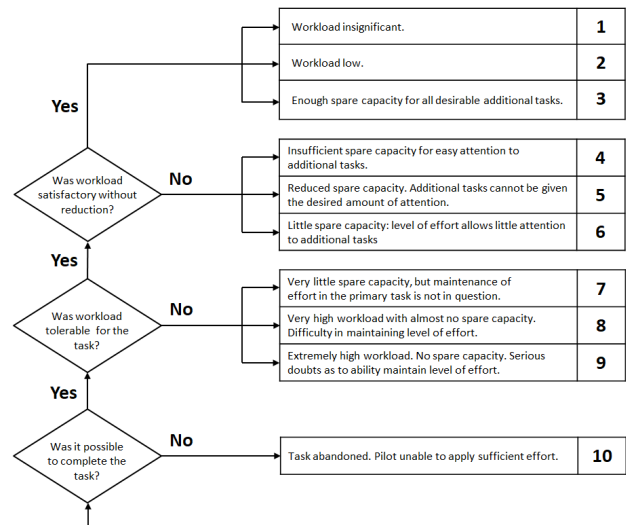 Workload insignificant.
1
Workload low.
2
Enough spare capacity for all desirable additional tasks.
3
Yes
Was workload
satisfactory without
reduction?
No
Insufficient spare capacity for easy attention to
additional tasks.
4
Reduced spare capacity. Additional tasks cannot be given
the desired amount of attention.
5
Little spare capacity: level of effort allows little attention
to additional tasks
6
Yes
Was workload
tolerable for the
task?
No
Very little spare capacity, but maintenance of
effort in the primary task is not in question.
7
Very high workload with almost no spare capacity.
Difficulty in maintaining level of effort.
8
Extremely high workload. No spare capacity. Serious
doubts as to ability maintain level of effort.
9
Yes
Was it possible
to complete the
task?
No
Task abandoned. Pilot unable to apply sufficient effort.
10